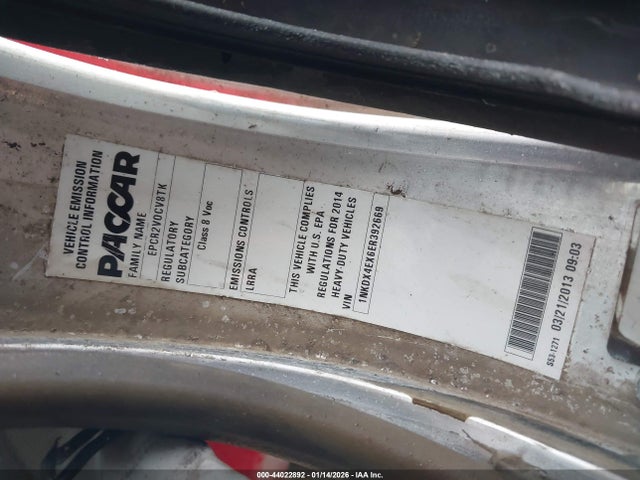 VEHICLE EMISSION
CONTROL INFORMATION
PACCAR
FAMILY NAME
EPCR2VOCV8TK
REGULATORY
SUBCATEGORY
Class 8 Voc
EMISSIONS CONTROLS
LRRA
THIS VEHICLE COMPLIES
WITH U.S. EPA
REGULATIONS FOR 2014
HEAVY-DUTY VEHICLES
VIN
1NKDX4EX6ER392669
S53-1271
03/21/2013 09:03
000-44022892 - 01/14/2026 - IAA Inc.